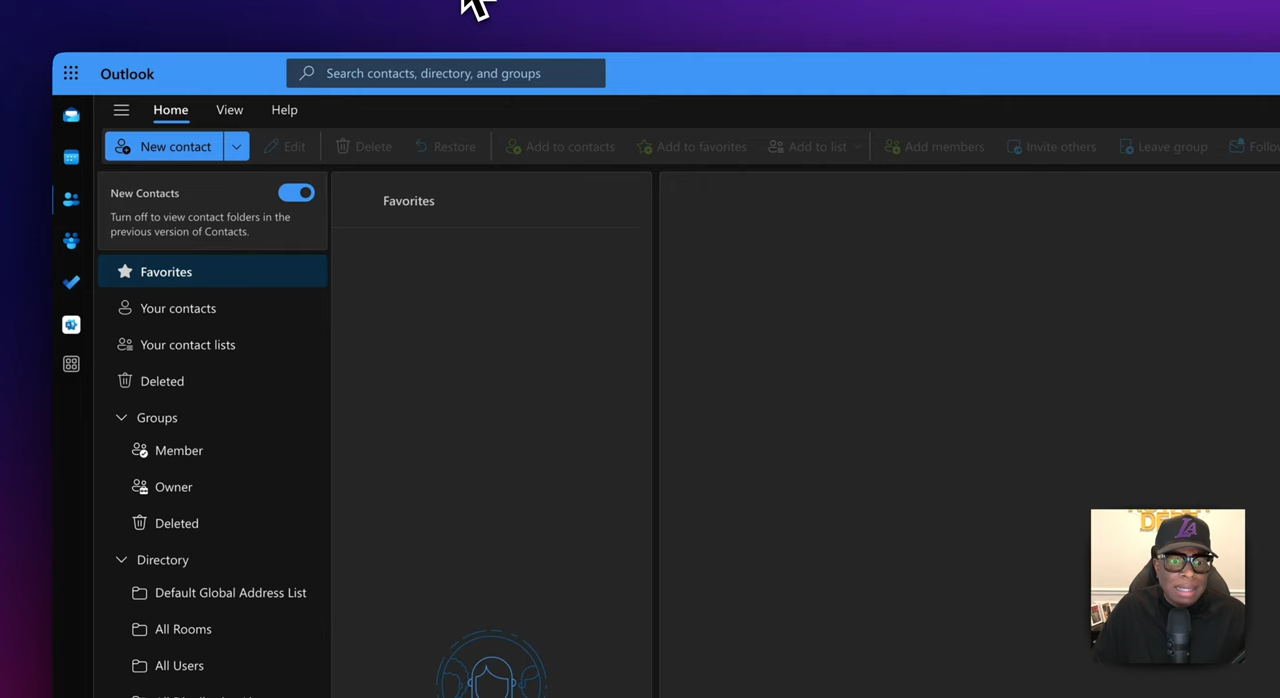 Outlook
Search contacts, directory, and groups
Home
View
Help
New contact
Edit
Delete
Restore
Add to contacts
Add to favorites
Add to list
Add members
Invite others
Leave group
Follow
New Contacts
Turn off to view contact folders in the
previous version of Contacts.
Favorites
Your contacts
Your contact lists
Deleted
Groups
Member
Owner
Deleted
Directory
Default Global Address List
All Rooms
All Users
Favorites
LA